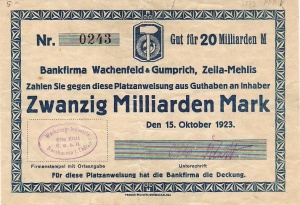 Nr. 0243
Gut für 20 Milliarden M
Bankfirma Wachenfeld & Gumprich, Zella-Mehlis
Zahlen Sie gegen diese Platzanweisung aus Guthaben an Inhaber
Zwanzig Milliarden Mark
Den 15. Oktober 1923.
Firmenstempel mit Ortsangabe
Unterschrift
Für diese Platzanweisung hat die Bankfirma die Deckung.